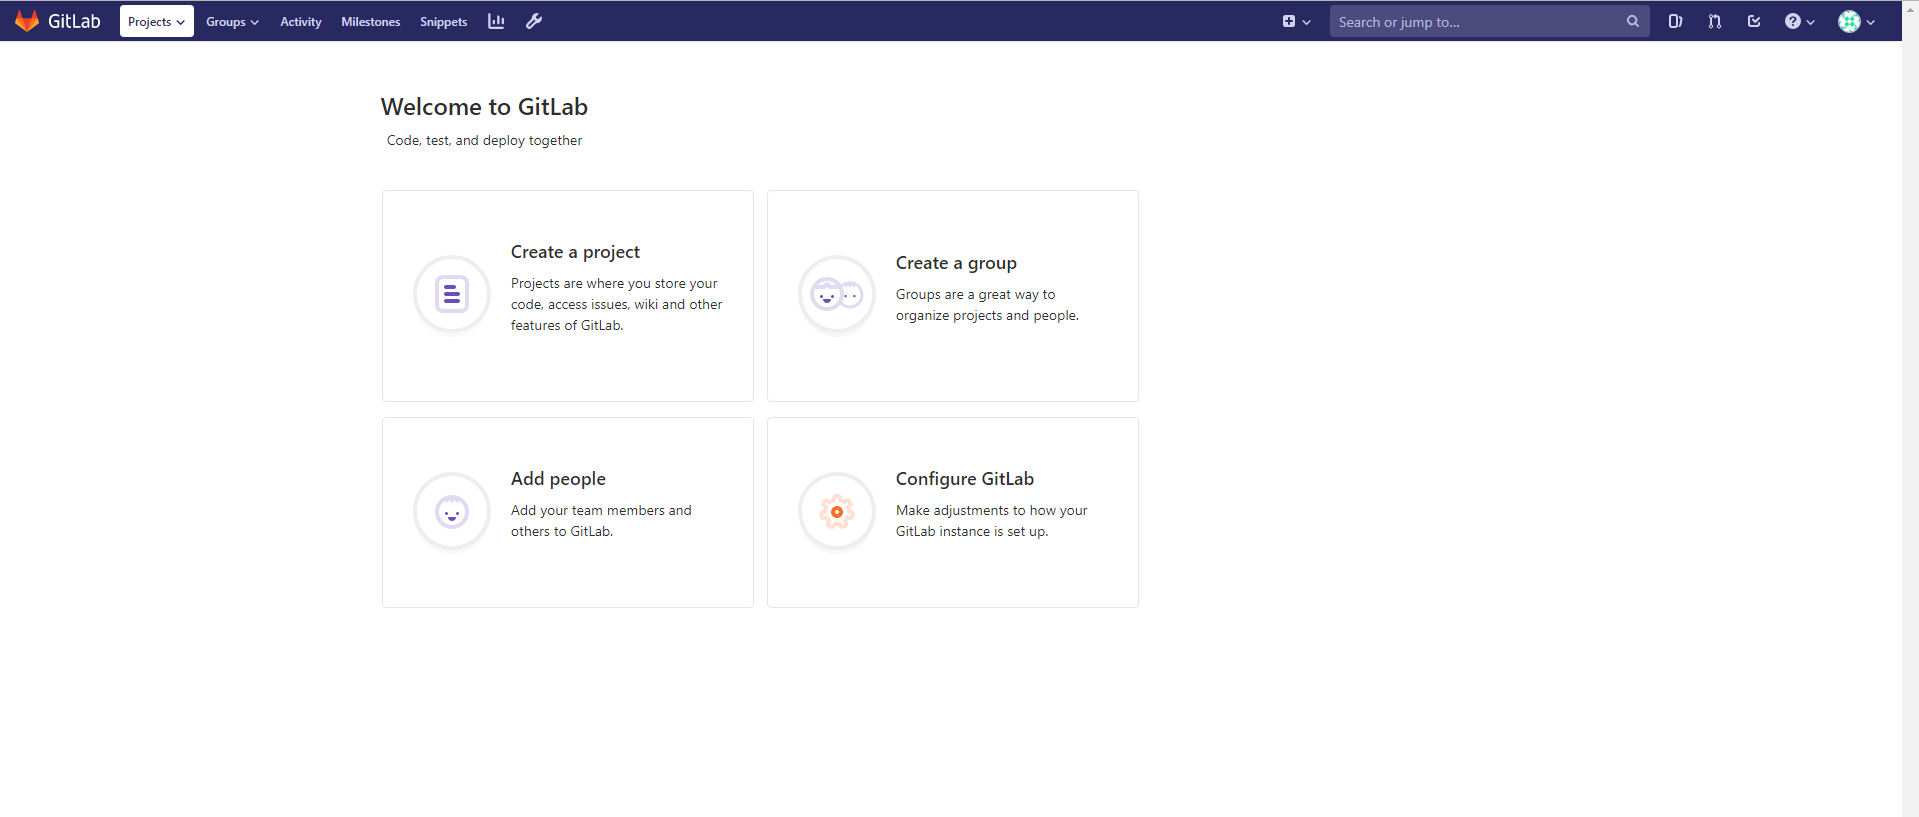 GitLab Projects Groups Activity Milestones Snippets Search or jump to...
Welcome to GitLab
Code, test, and deploy together
Create a project
Projects are where you store your
code, access issues, wiki and other
features of GitLab.
Create a group
Groups are a great way to
organize projects and people.
Add people
Add your team members and
others to GitLab.
Configure GitLab
Make adjustments to how your
GitLab instance is set up.